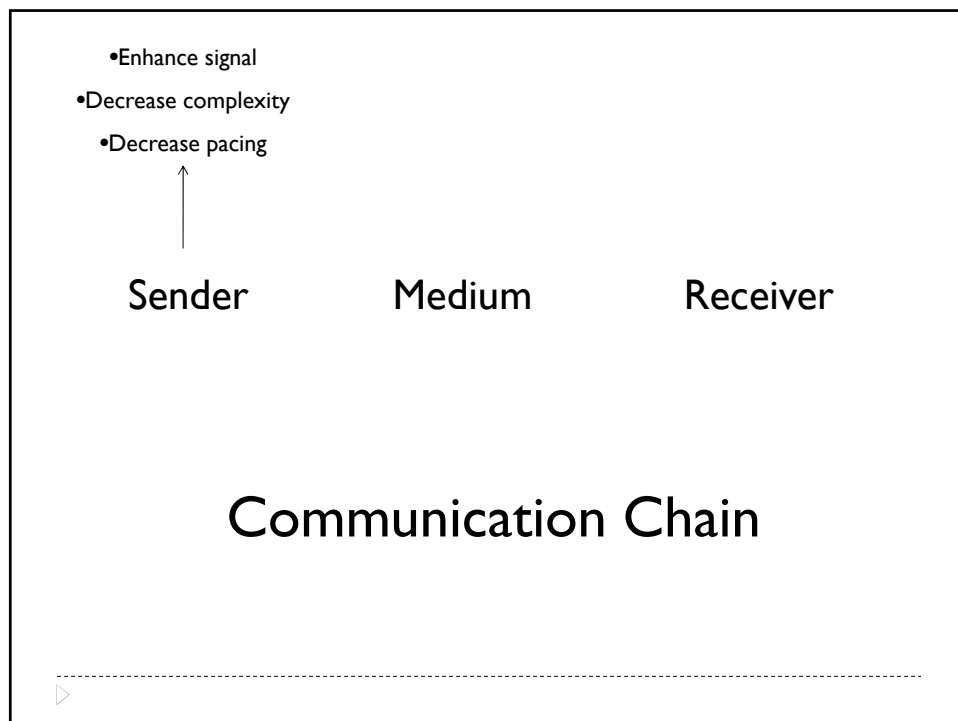 •Enhance signal
•Decrease complexity
•Decrease pacing
Sender Medium Receiver
Communication Chain